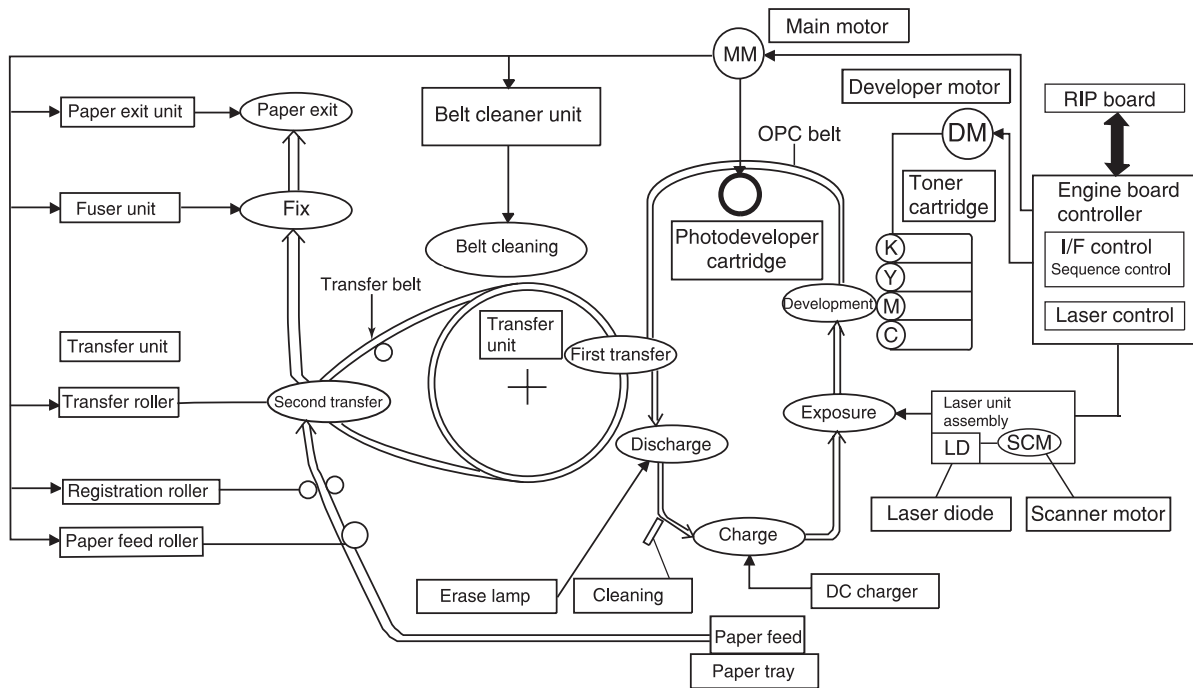 Main motor
MM
Developer motor
RIP board
Paper exit unit
Paper exit
Belt cleaner unit
OPC belt
DM
Toner
cartridge
Engine board
controller
I/F control
Sequence control
Laser control
Fuser unit
Fix
Belt cleaning
Photodeveloper
cartridge
K
Y
M
C
Development
Transfer belt
Transfer unit
Transfer
unit
First transfer
Transfer roller
Second transfer
Exposure
Laser unit
assembly
LD
SCM
Discharge
Registration roller
Laser diode
Scanner motor
Paper feed roller
Charge
Erase lamp
Cleaning
DC charger
Paper feed
Paper tray